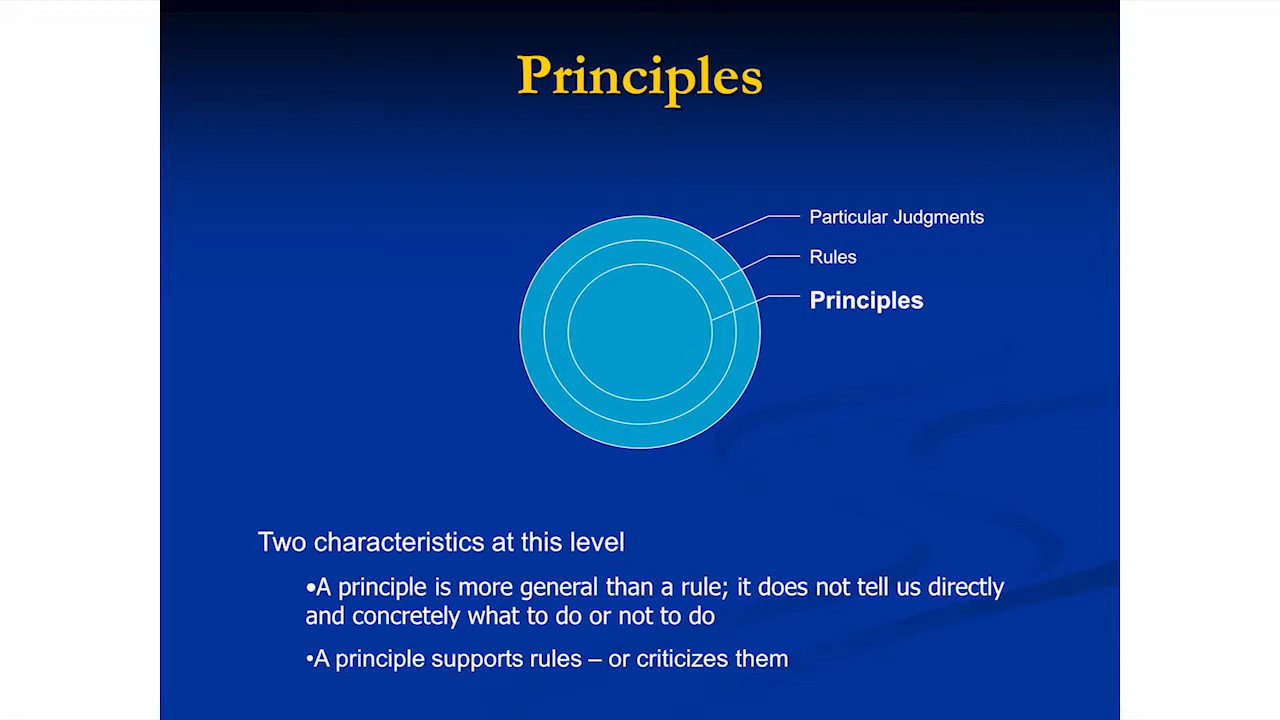 Principles
Particular Judgments
Rules
Principles
Two characteristics at this level
•A principle is more general than a rule; it does not tell us directly
and concretely what to do or not to do
•A principle supports rules – or criticizes them